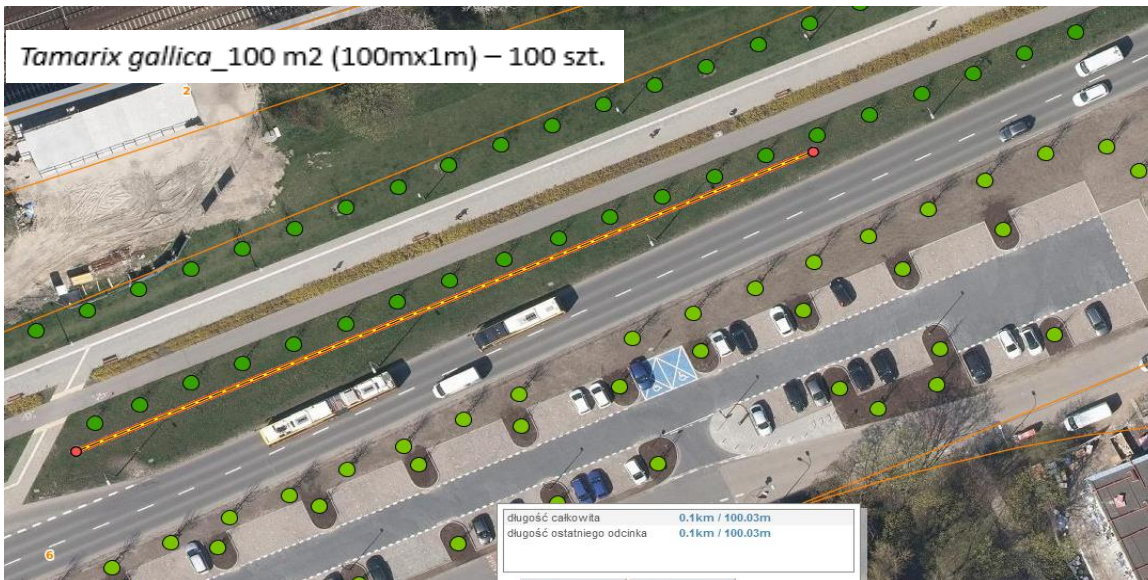 Tamarix gallica_100 m2 (100mx1m) – 100 szt.
2
długość całkowita 0.1km / 100.03m
długość ostatniego odcinka 0.1km / 100.03m
6